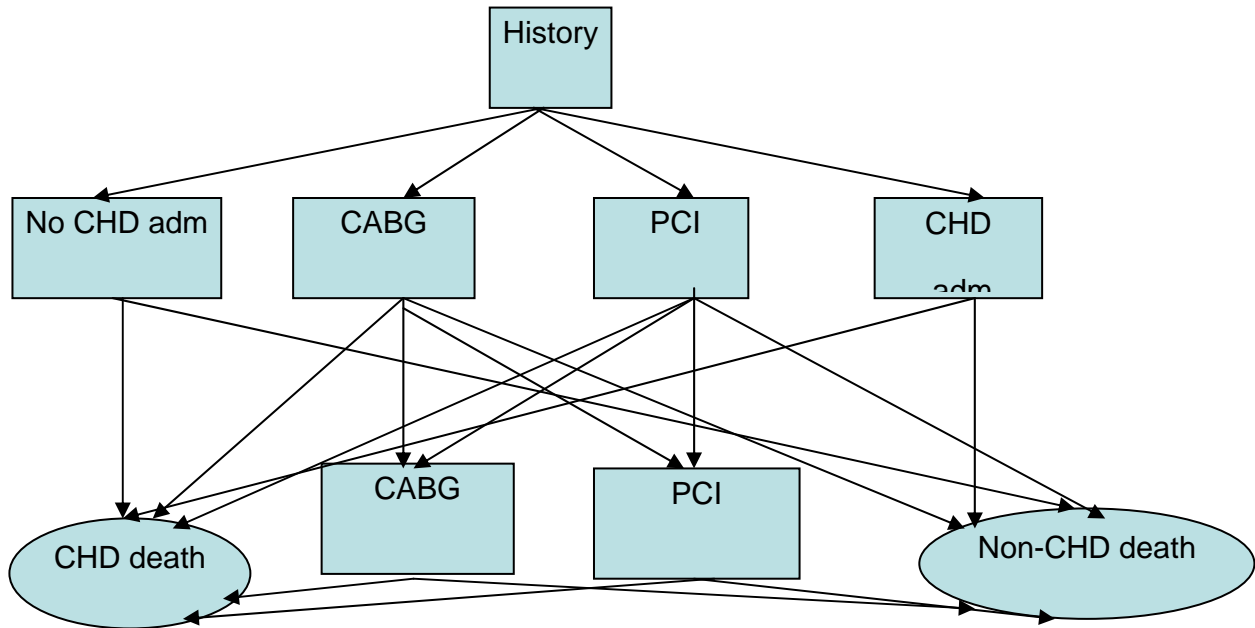 History
No CHD adm
CABG
PCI
CHD
adm
CABG
PCI
CHD death
Non-CHD death